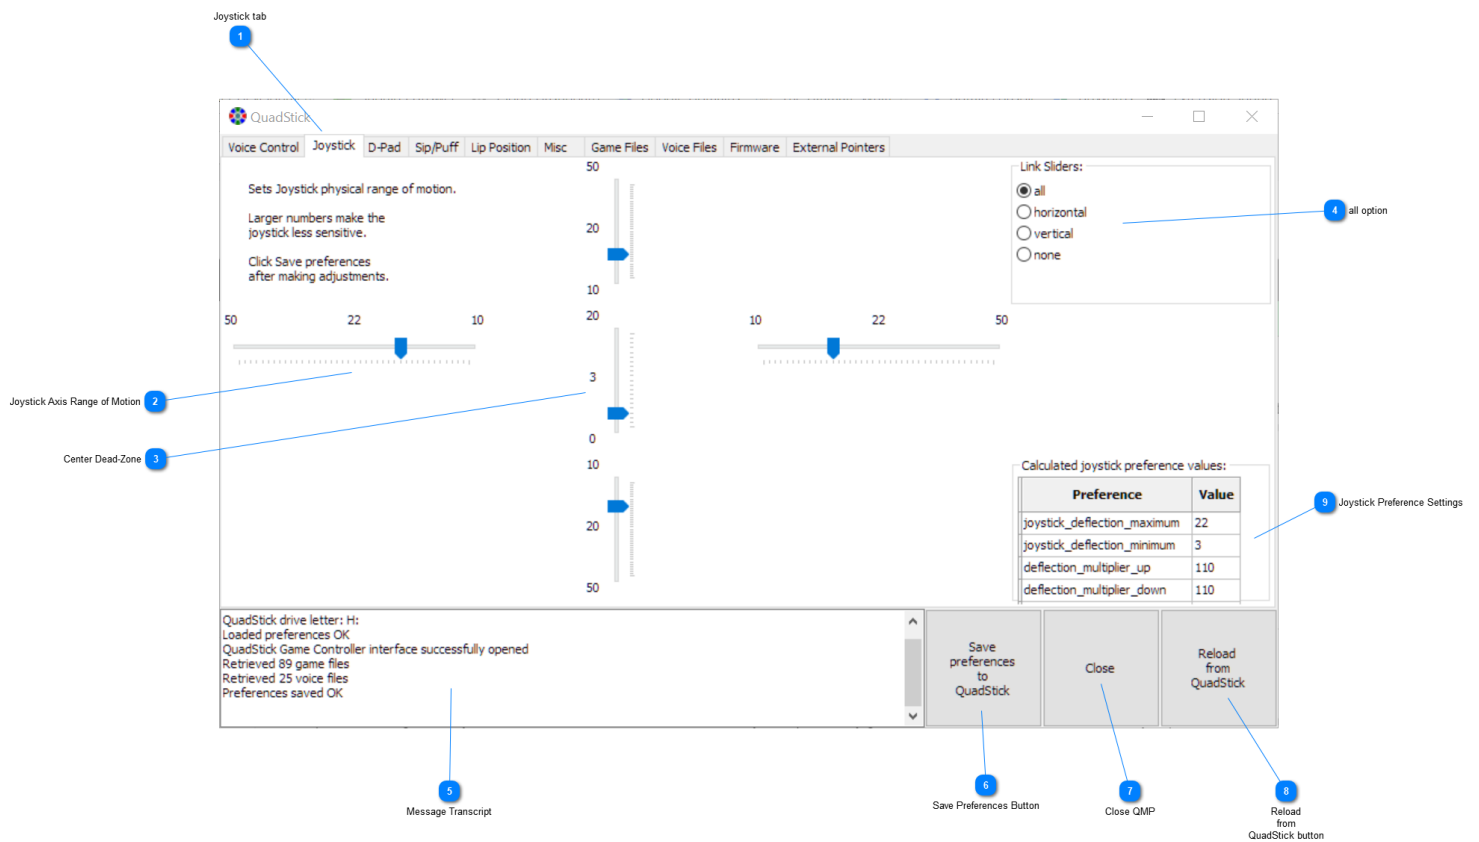 Joystick tab
1
QuadStick
Voice Control Joystick D-Pad Sip/Puff Lip Position Misc Game Files Voice Files Firmware External Pointers
Sets Joystick physical range of motion.
Larger numbers make the
joystick less sensitive.
Click Save preferences
after making adjustments.
50
20
10
Link Sliders:
all
horizontal
vertical
none
4 all option
50 22 10
20
3
0
10 22 50
Joystick Axis Range of Motion 2
Center Dead-Zone 3
10
20
50
Calculated joystick preference values:
Preference Value
joystick_deflection_maximum 22
joystick_deflection_minimum 3
deflection_multiplier_up 110
deflection_multiplier_down 110
9 Joystick Preference Settings
QuadStick drive letter: H:
Loaded preferences OK
QuadStick Game Controller interface successfully opened
Retrieved 89 game files
Retrieved 25 voice files
Preferences saved OK
Save
preferences
to
QuadStick
Close
Reload
from
QuadStick
5
Message Transcript
6
Save Preferences Button
7
Close QMP
8
Reload
from
QuadStick button